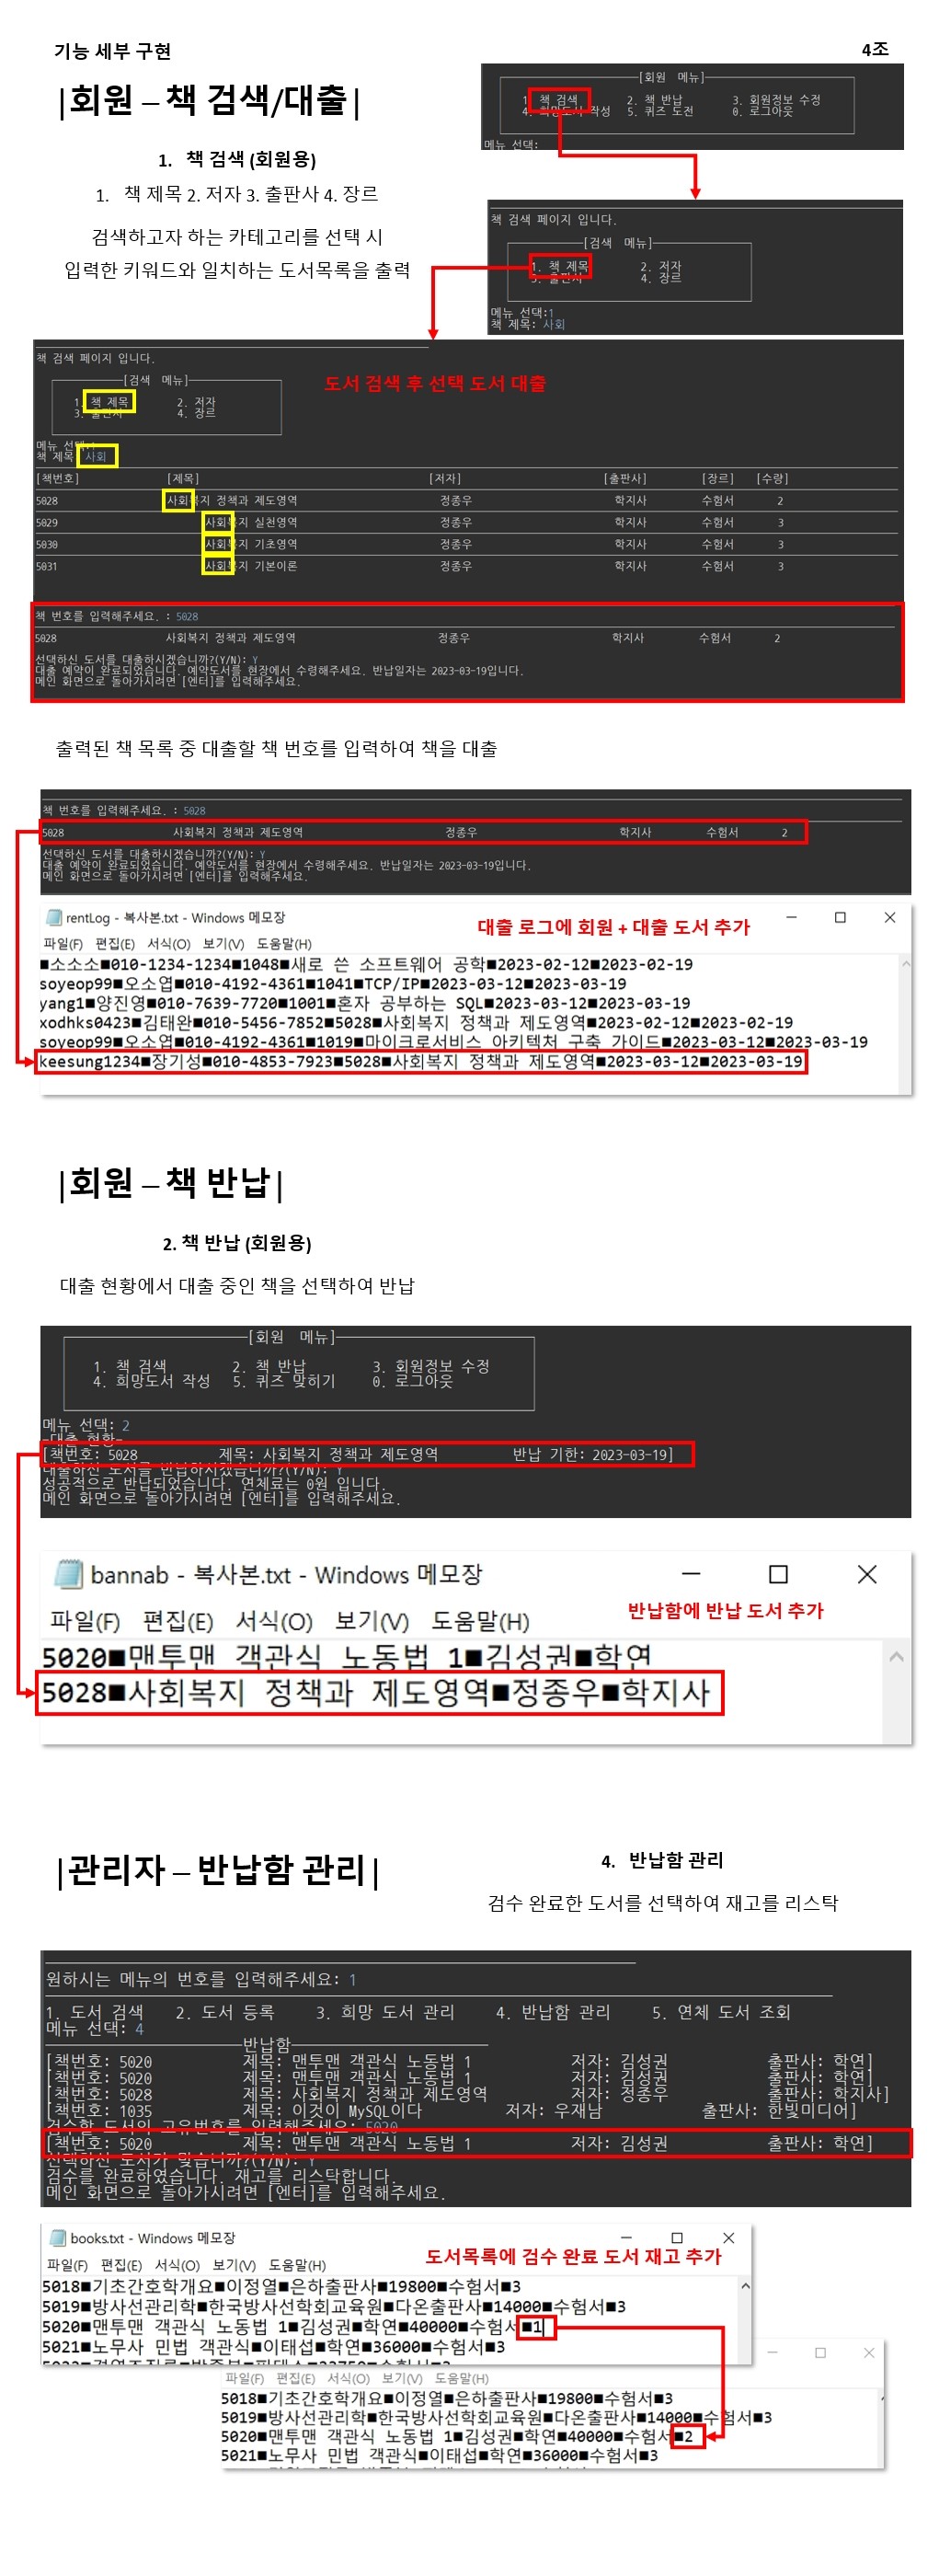 기능 세부 구현
4조
|회원 – 책 검색/대출|
1. 책 검색 (회원용)
1. 책 제목 2. 저자 3. 출판사 4. 장르
검색하고자 하는 카테고리를 선택 시
입력한 키워드와 일치하는 도서목록을 출력
[회원 메뉴]
1. 책 검색 2. 책 반납 3. 회원정보 수정
4. 희망도서 작성 5. 퀴즈 도전 0. 로그아웃
메뉴 선택:
책 검색 페이지 입니다.
[검색 메뉴]
1. 책 제목 2. 저자
3. 출판사 4. 장르
메뉴 선택:1
책 제목: 사회
책 검색 페이지 입니다.
도서 검색 후 선택 도서 대출
[검색 메뉴]
1. 책 제목 2. 저자
3. 출판사 4. 장르
메뉴 선택:1
책 제목: 사회
[책번호] [제목] [저자] [출판사] [장르] [수량]
5028 사회복지 정책과 제도영역 정종우 학지사 수험서 2
5029 사회복지 실천영역 정종우 학지사 수험서 3
5030 사회복지 기초영역 정종우 학지사 수험서 3
5031 사회복지 기본이론 정종우 학지사 수험서 3
책 번호를 입력해주세요. : 5028
5028 사회복지 정책과 제도영역 정종우 학지사 수험서 2
선택하신 도서를 대출하시겠습니까?(Y/N): Y
대출 예약이 완료되었습니다. 예약도서를 현장에서 수령해주세요. 반납일자는 2023-03-19입니다.
메인 화면으로 돌아가시려면 [엔터]를 입력해주세요.
출력된 책 목록 중 대출할 책 번호를 입력하여 책을 대출
책 번호를 입력해주세요. : 5028
5028 사회복지 정책과 제도영역 정종우 학지사 수험서 2
선택하신 도서를 대출하시겠습니까?(Y/N): Y
대출 예약이 완료되었습니다. 예약도서를 현장에서 수령해주세요. 반납일자는 2023-03-19입니다.
메인 화면으로 돌아가시려면 [엔터]를 입력해주세요.
rentLog - 복사본.txt - Windows 메모장
대출 로그에 회원 + 대출 도서 추가
파일(F) 편집(E) 서식(O) 보기(V) 도움말(H)
■소소소■010-1234-1234■1048■새로 쓴 소프트웨어 공학■2023-02-12■2023-02-19
soyeop99■오소엽■010-4192-4361■1041■TCP/IP■2023-03-12■2023-03-19
yang1■양진영■010-7639-7720■1001■혼자 공부하는 SQL■2023-03-12■2023-03-19
xodhks0423■김태완■010-5456-7852■5028■사회복지 정책과 제도영역■2023-02-12■2023-02-19
soyeop99■오소엽■010-4192-4361■1019■마이크로서비스 아키텍처 구축 가이드■2023-03-12■2023-03-19
keesung1234■장기성■010-4853-7923■5028■사회복지 정책과 제도영역■2023-03-12■2023-03-19
|회원 – 책 반납|
2. 책 반납 (회원용)
대출 현황에서 대출 중인 책을 선택하여 반납
[회원 메뉴]
1. 책 검색 2. 책 반납 3. 회원정보 수정
4. 희망도서 작성 5. 퀴즈 맞히기 0. 로그아웃
메뉴 선택: 2
=대출 현황=
[책번호: 5028 제목: 사회복지 정책과 제도영역 반납 기한: 2023-03-19]
대출하신 도서를 반납하시겠습니까?(Y/N): Y
성공적으로 반납되었습니다. 연체료는 0원 입니다.
메인 화면으로 돌아가시려면 [엔터]를 입력해주세요.
bannab - 복사본.txt - Windows 메모장
파일(F) 편집(E) 서식(O) 보기(V) 도움말(H)
반납함에 반납 도서 추가
5020■맨투맨 객관식 노동법 1■김성권■학연
5028■사회복지 정책과 제도영역■정종우■학지사
|관리자 – 반납함 관리|
4. 반납함 관리
검수 완료한 도서를 선택하여 재고를 리스탁
원하시는 메뉴의 번호를 입력해주세요: 1
1. 도서 검색 2. 도서 등록 3. 희망 도서 관리 4. 반납함 관리 5. 연체 도서 조회
메뉴 선택: 4
반납함
[책번호: 5020 제목: 맨투맨 객관식 노동법 1 저자: 김성권 출판사: 학연]
[책번호: 5020 제목: 맨투맨 객관식 노동법 1 저자: 김성권 출판사: 학연]
[책번호: 5028 제목: 사회복지 정책과 제도영역 저자: 정종우 출판사: 학지사]
[책번호: 1035 제목: 이것이 MySQL이다 저자: 우재남 출판사: 한빛미디어]
검수할 도서의 고유번호를 입력해주세요: 5020
[책번호: 5020 제목: 맨투맨 객관식 노동법 1 저자: 김성권 출판사: 학연]
선택하신 도서가 맞습니까?(Y/N): Y
검수를 완료하였습니다. 재고를 리스탁합니다.
메인 화면으로 돌아가시려면 [엔터]를 입력해주세요.
books.txt - Windows 메모장
파일(F) 편집(E) 서식(O) 보기(V) 도움말(H)
도서목록에 검수 완료 도서 재고 추가
5018■기초간호학개요■이정열■은하출판사■19800■수험서■3
5019■방사선관리학■한국방사선학회교육원■다온출판사■14000■수험서■3
5020■맨투맨 객관식 노동법 1■김성권■학연■40000■수험서■1
5021■노무사 민법 객관식■이태섭■학연■36000■수험서■3
파일(F) 편집(E) 서식(O) 보기(V) 도움말(H)
5018■기초간호학개요■이정열■은하출판사■19800■수험서■3
5019■방사선관리학■한국방사선학회교육원■다온출판사■14000■수험서■3
5020■맨투맨 객관식 노동법 1■김성권■학연■40000■수험서■2
5021■노무사 민법 객관식■이태섭■학연■36000■수험서■3